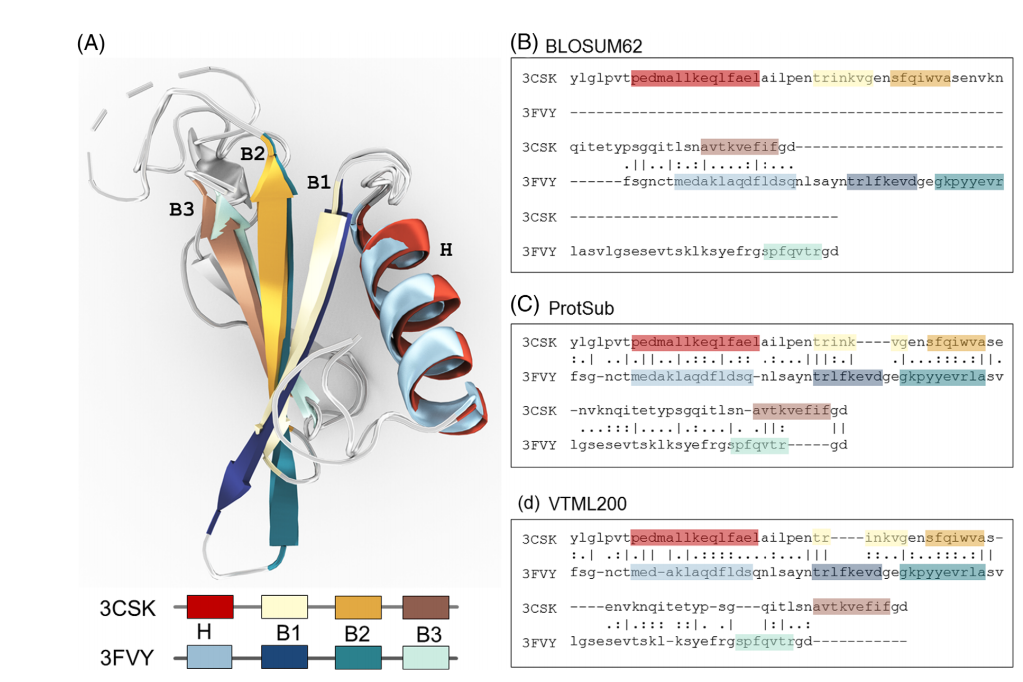 (A)
B2
B1
B3
H
3CSK
H B1 B2 B3
3FVY
(B) BLOSUM62
3CSK ylglpvtpedmallkeqlfaelailpentrinkvgensfqiwvasenvkn
3FVY ---------------------------------------------------
3CSK qitetypsgqitlsnavtkvefifgd--------------------------
.||..|:.:|....:|:...
3FVY ------fsgnctmedaklaqdfldsqnlsayntrlfkevdgegkpyyevr
3CSK --------------------------------
3FVY lasvlgsesevtsklksyefrgspfqvtrgd
(C) ProtSub
3CSK ylglpvtpedmallkeqlfaelailpentrink----vgensfqiwvase
:.| ..|..||..|...:|:.|:: |...|...|||:| .|...:::.:||.
3FVY fsg-nctmedaklaqdfldsq-nlsayntrlfkevdgegkpyyevrlasv
3CSK -nvknqitetypsgqitlsn-avtkvefifgd
...:::....||....|. .||: ||
3FVY lgsesevtsklksyefrgspfqvtr-----gd
(d) VTML200
3CSK ylglpvtpedmallkeqlfaelailpentr----inkvgensfqiwvas-
:.| .:|.|| |..::::...|...||| ::..|.:.:::.:||
3FVY fsg-nctmed-aklaqdfldsqnlsayntrlfkevdgegkpyyevrlasv
3CSK ----envknqitetyp-sg---qitlsnavtkvefifgd
..:|.:: :|..| |:|..:
3FVY lgsesevtskl-ksyefrgspfqvtrgd-----------